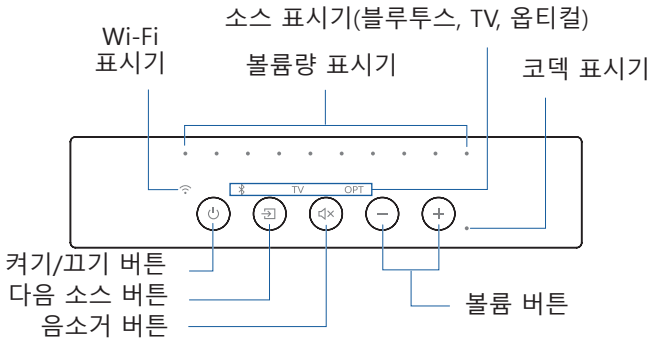 소스 표시기(블루투스, TV, 옵티컬)
Wi-Fi
표시기
볼륨량 표시기
코덱 표시기
TV
OPT
켜기/끄기 버튼
다음 소스 버튼
음소거 버튼
볼륨 버튼